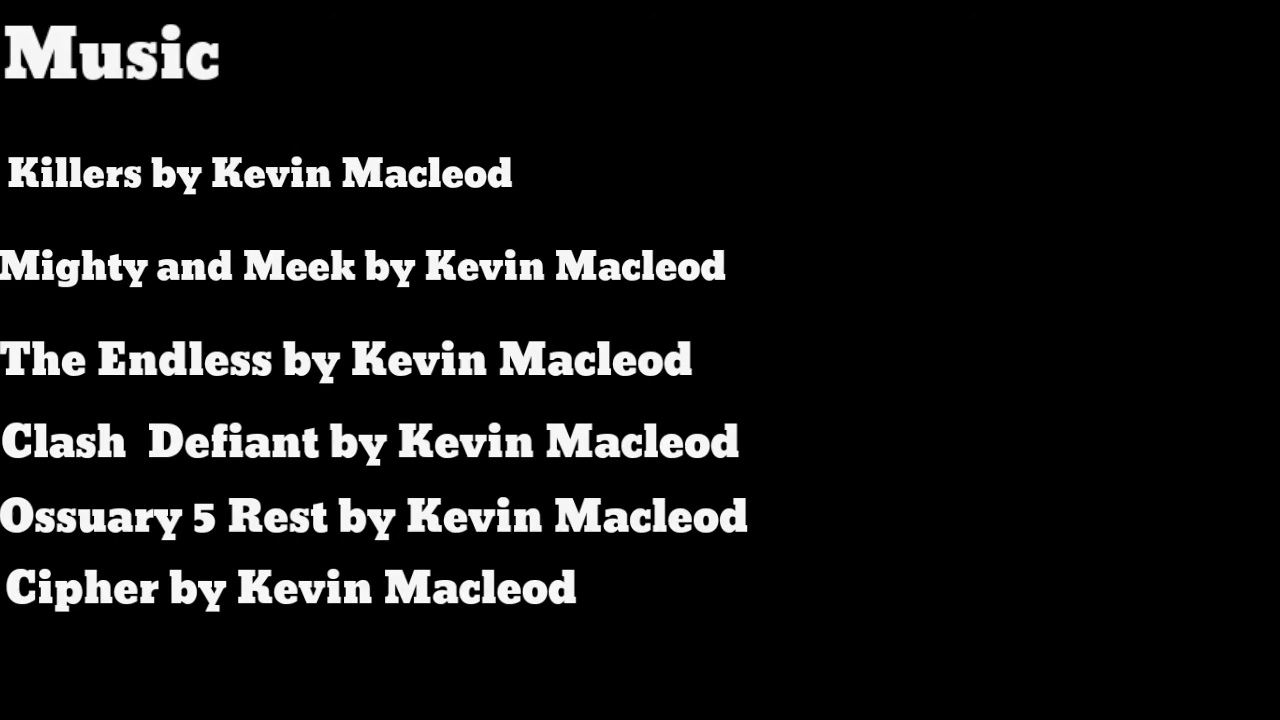 Music
Killers by Kevin Macleod
Mighty and Meek by Kevin Macleod
The Endless by Kevin Macleod
Clash  Defiant by Kevin Macleod
Ossuary 5 Rest by Kevin Macleod
Cipher by Kevin Macleod